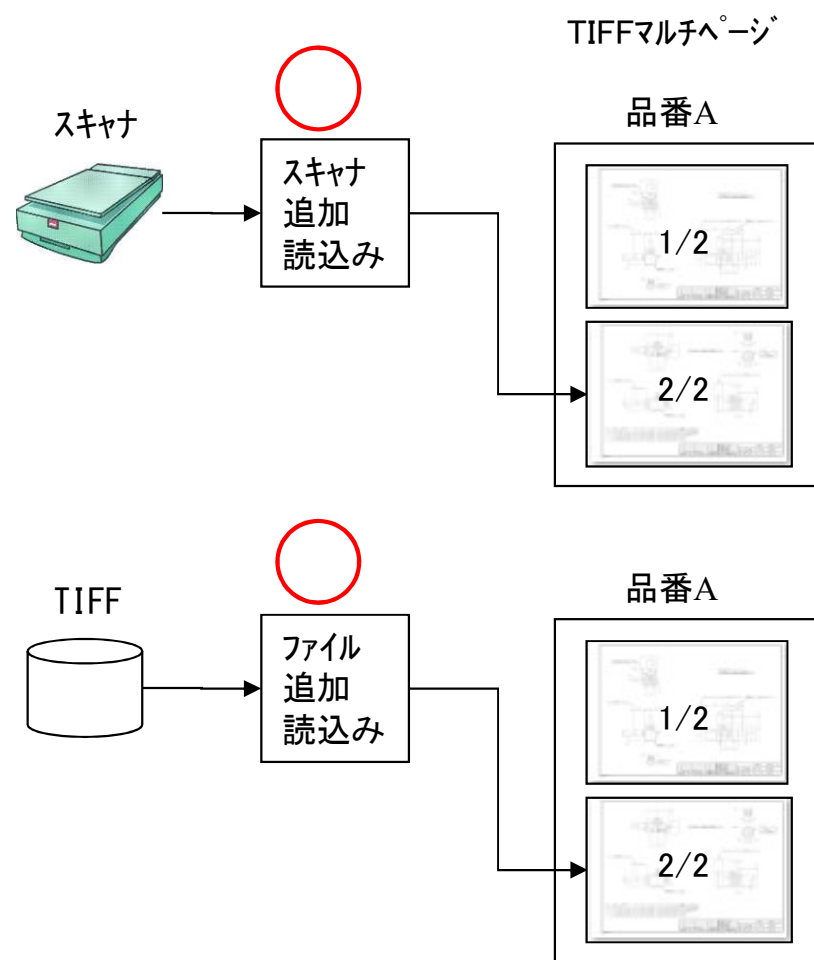 TIFFマルチページ
スキャナ
品番A
スキャナ
追加
読込み
1/2
2/2
TIFF
品番A
ファイル
追加
読込み
1/2
2/2